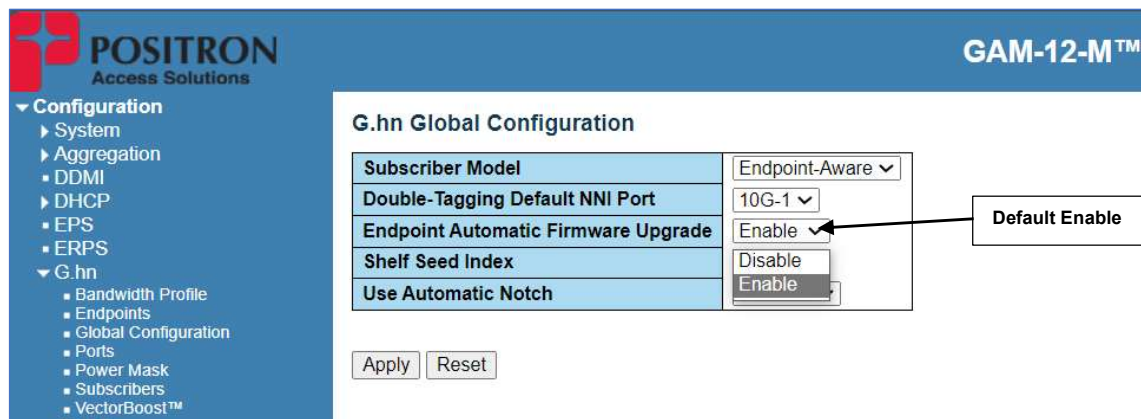 POSITRON
Access Solutions
GAM-12-M™
Configuration
System
Aggregation
DDMI
DHCP
EPS
ERPS
G.hn
Bandwidth Profile
Endpoints
Global Configuration
Ports
Power Mask
Subscribers
VectorBoost™
G.hn Global Configuration
Subscriber Model Endpoint-Aware
Double-Tagging Default NNI Port 10G-1
Endpoint Automatic Firmware Upgrade Enable
Disable
Enable
Shelf Seed Index
Use Automatic Notch
Apply Reset
Default Enable